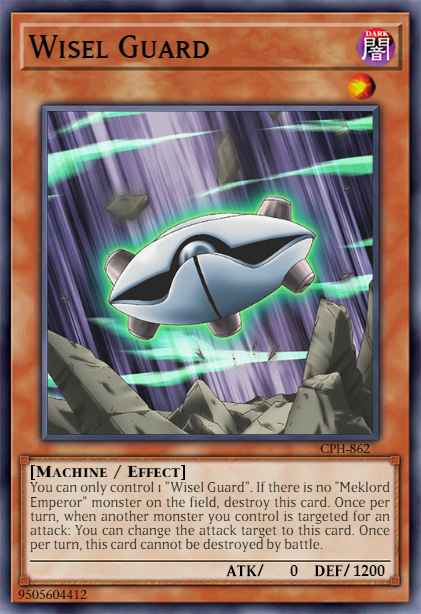 Wisel Guard
DARK
闇
CPH-862
[Machine / Effect]
You can only control 1 "Wisel Guard". If there is no "Meklord
Emperor" monster on the field, destroy this card. Once per
turn, when another monster you control is targeted for an
attack: You can change the attack target to this card. Once
per turn, this card cannot be destroyed by battle.
ATK/ 0 DEF/1200
9505604412